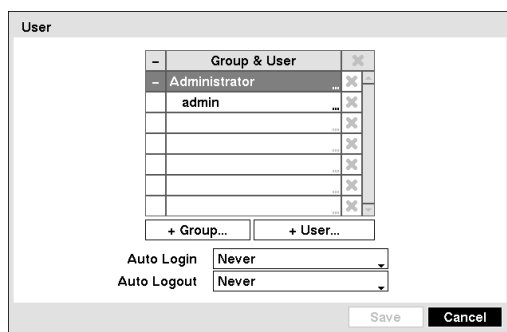 User
– Group & User
– Administrator ...
admin ...
...
...
...
...
...
+ Group... + User...
Auto Login Never
Auto Logout Never
Save Cancel